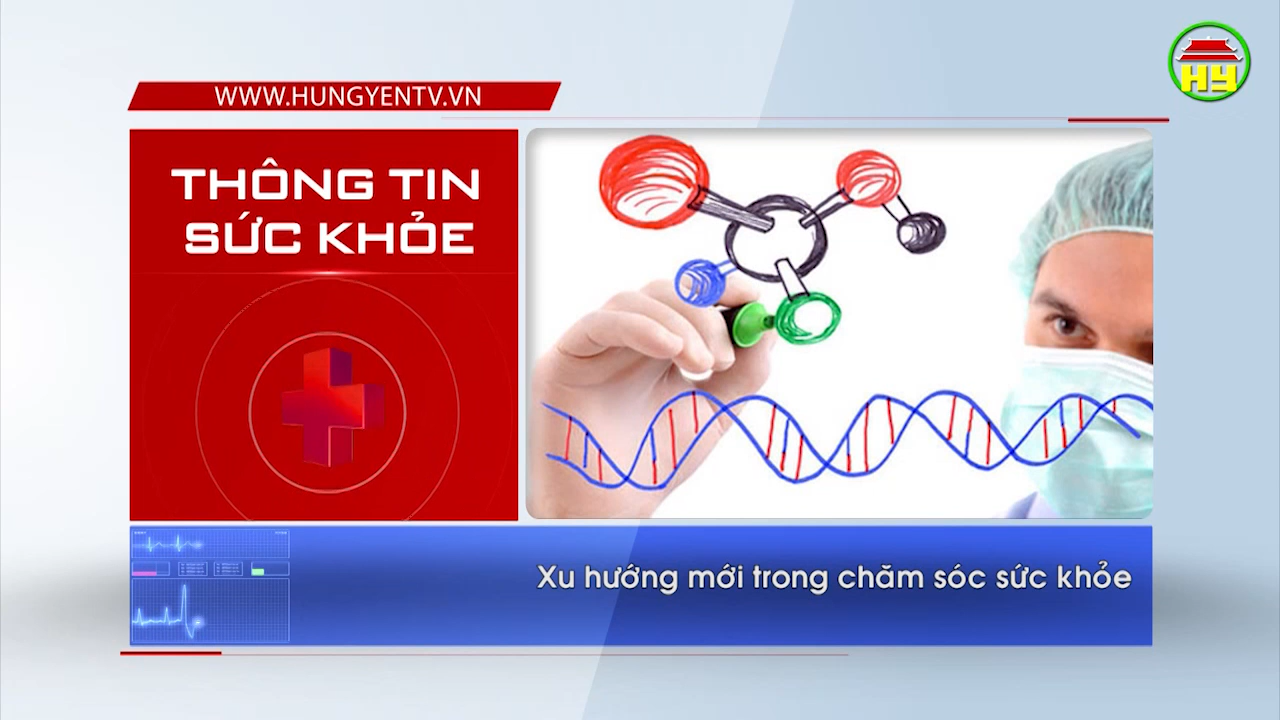 HY
WWW.HUNGYENTV.VN
THÔNG TIN
SỨC KHỎE
Xu hướng mới trong chăm sóc sức khỏe